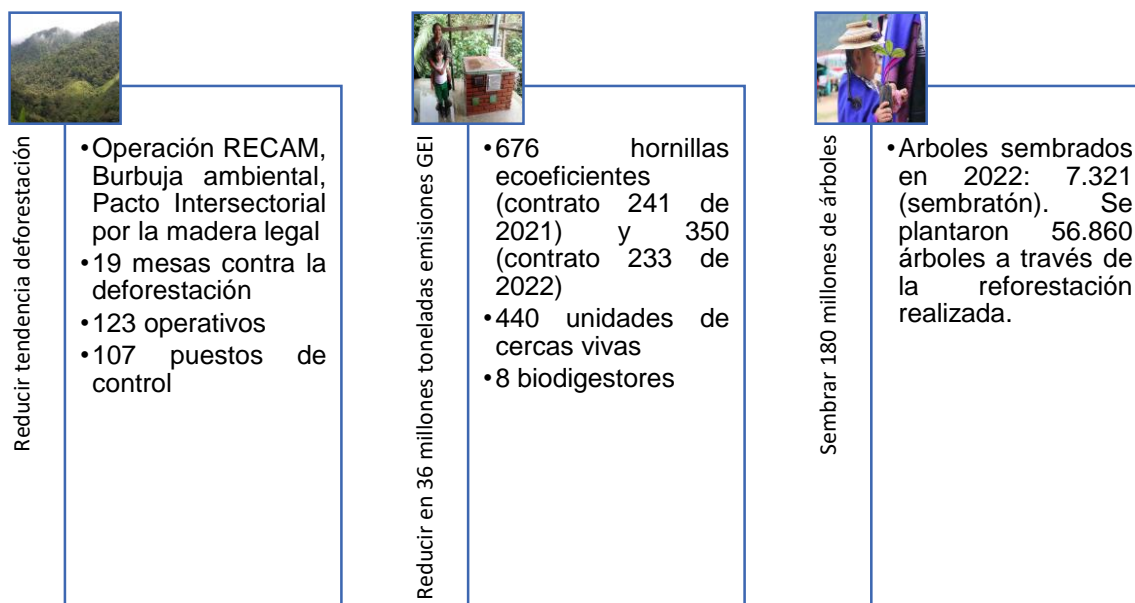 Reducir tendencia deforestación
•Operación RECAM,
Burbuja ambiental,
Pacto Intersectorial
por la madera legal
•19 mesas contra la
deforestación
•123 operativos
•107 puestos de
control
Reducir en 36 millones toneladas emisiones GEI
•676 hornillas
ecoeficientes
(contrato 241 de
2021) y 350
(contrato 233 de
2022)
•440 unidades de
cercas vivas
•8 biodigestores
Sembrar 180 millones de árboles
•Arboles sembrados
en 2022: 7.321
(sembratón). Se
plantaron 56.860
árboles a través de
la reforestación
realizada.